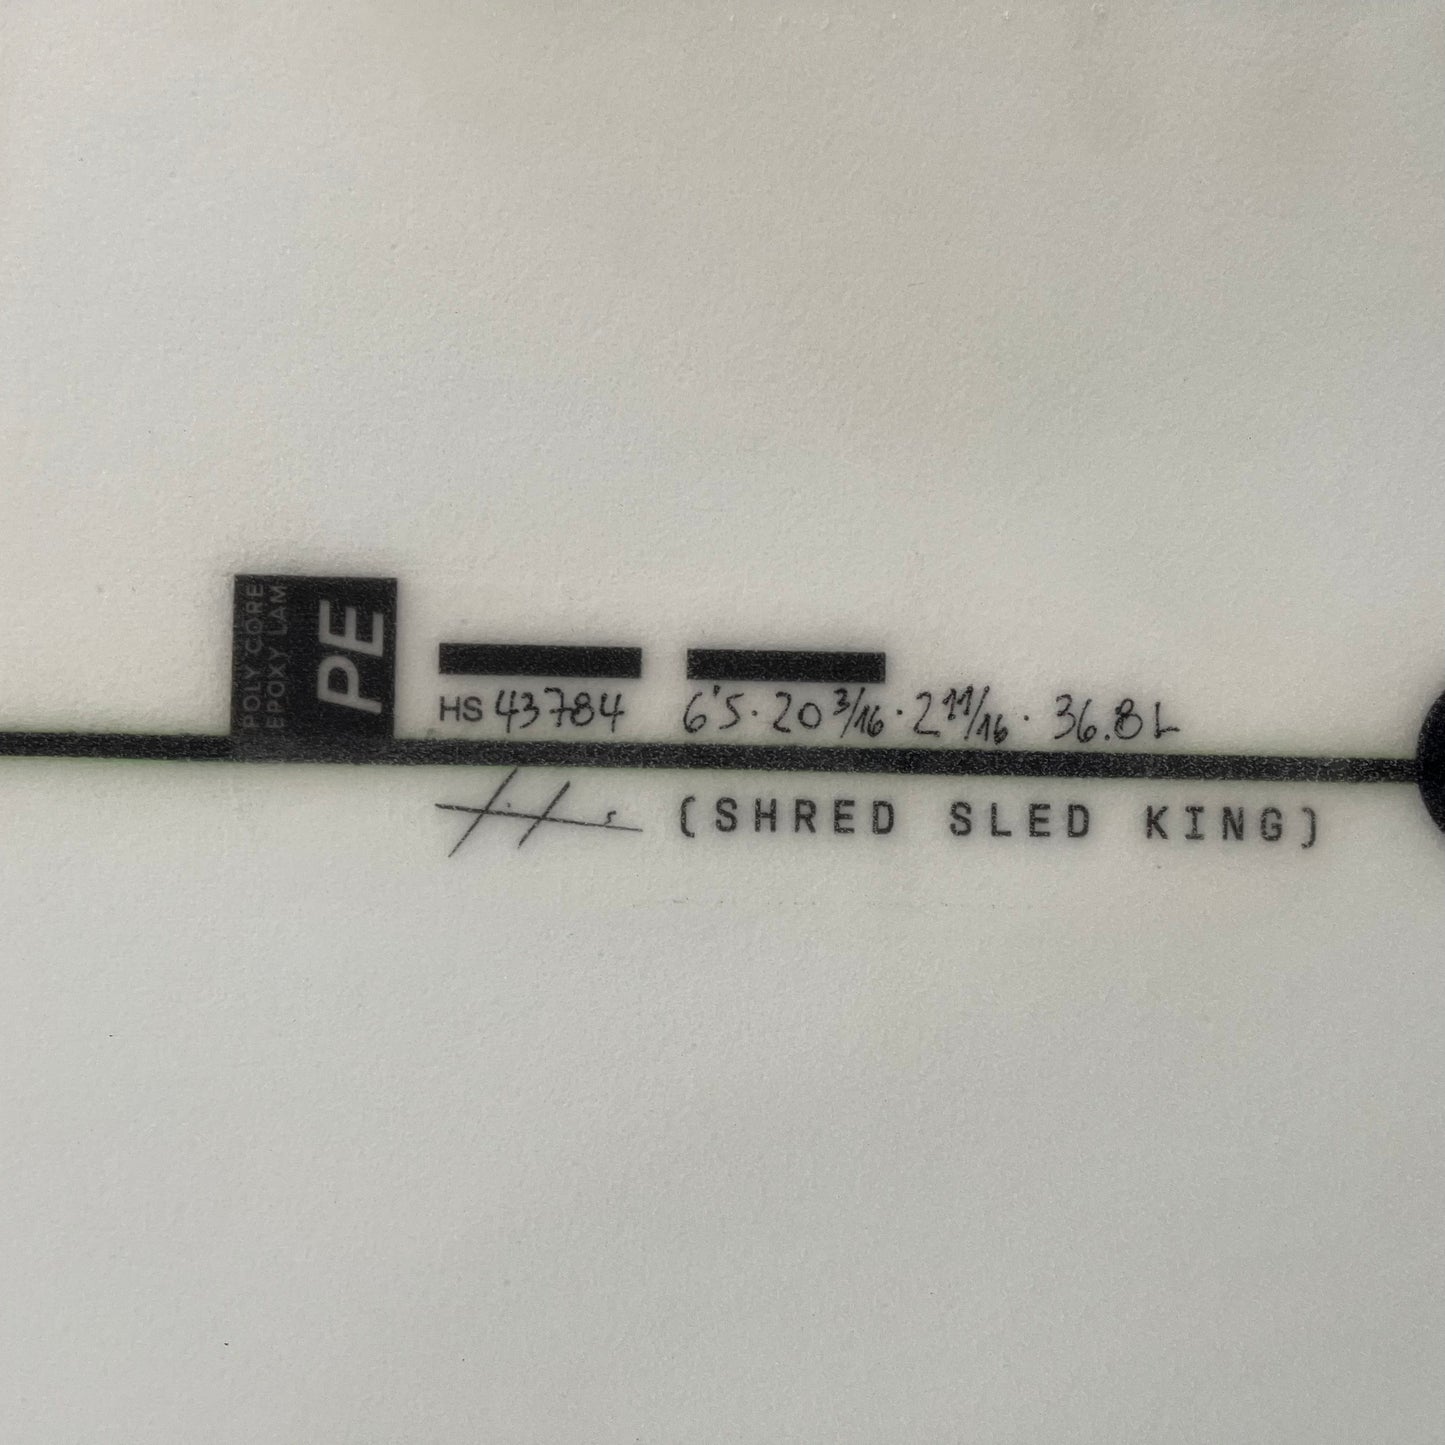 POLY CORE
EPOXY LAM
PE
HS 43784 6'5 · 20 3/16 · 2 11/16 · 36.8L
(SHRED SLED KING)